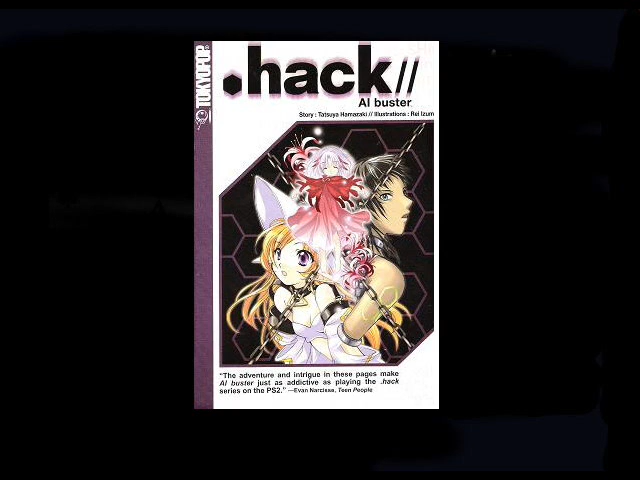 TOKYOPOP
.hack//
AI buster
Story : Tatsuya Hamazaki // Illustrations : Rei Izum
"The adventure and intrigue in these pages make
AI buster just as addictive as playing the .hack
series on the PS2." —Evan Narcisse, Teen People